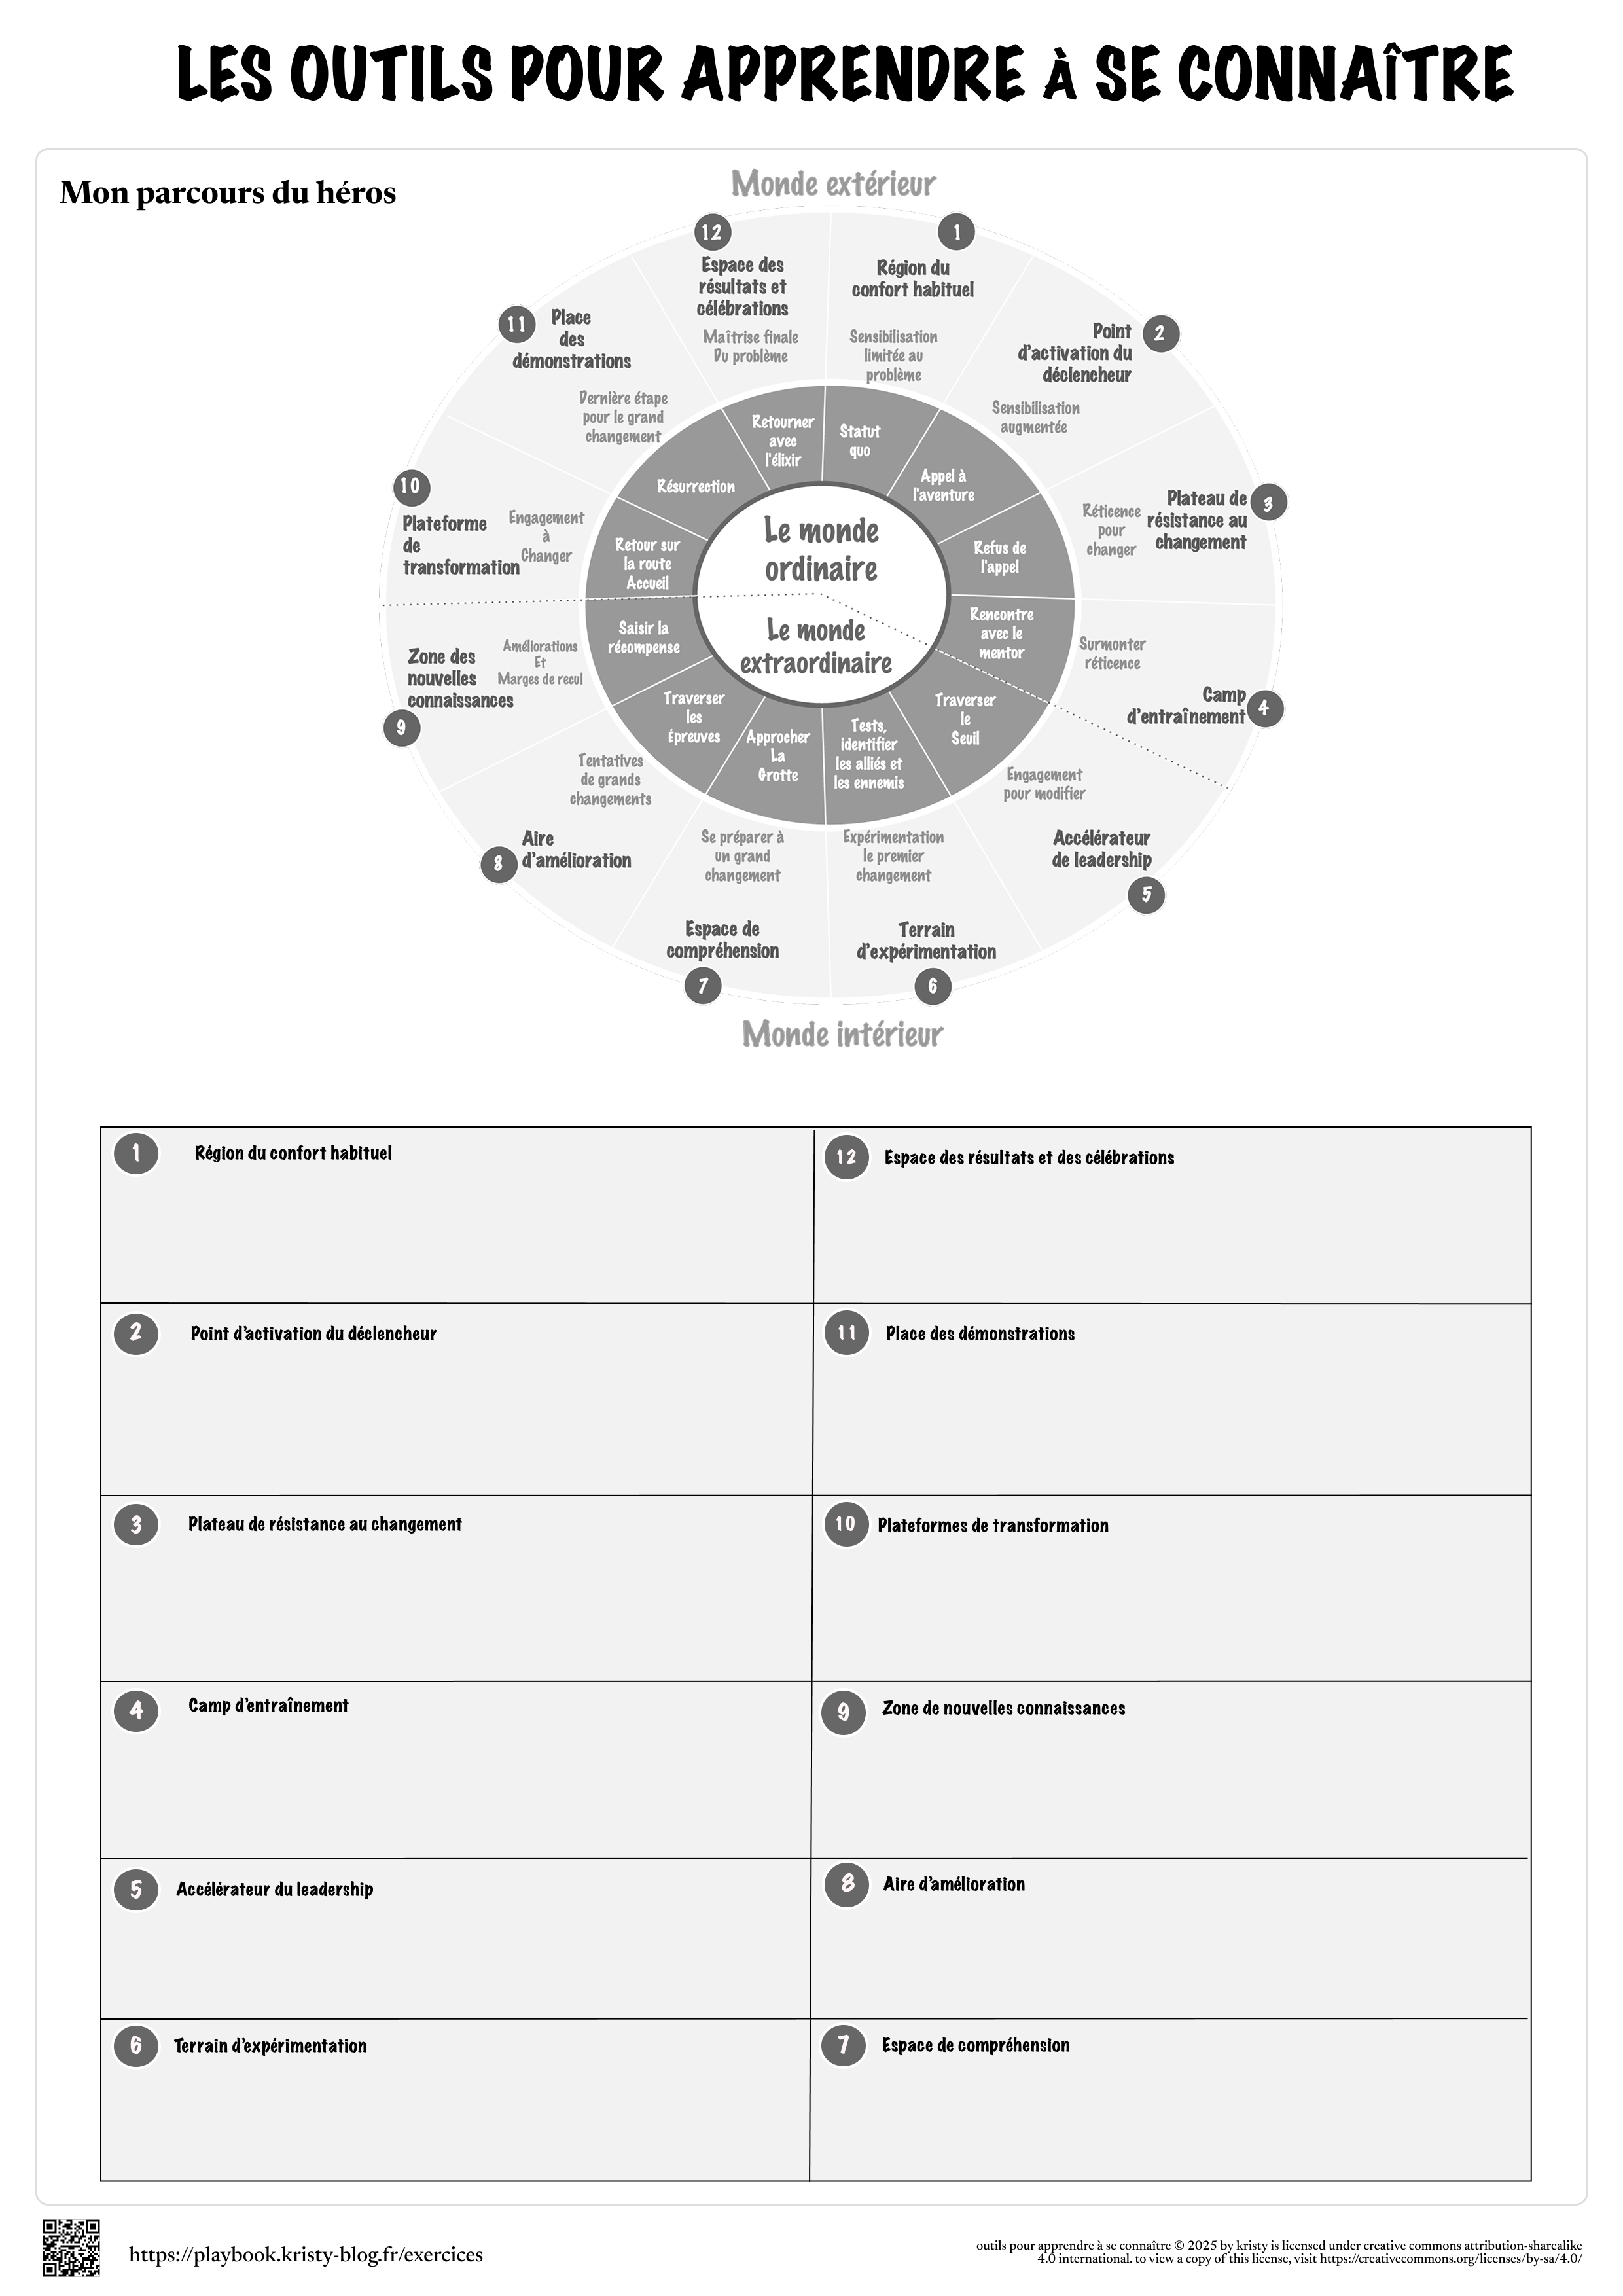 LES OUTILS POUR APPRENDRE À SE CONNAÎTRE
Mon parcours du héros
Monde extérieur
1
Région du
confort habituel
Sensibilisation
limitée au
problème
Statut
quo
2
Point
d'activation du
déclencheur
Sensibilisation
augmentée
Appel à
l'aventure
3
Plateau de
résistance au
changement
Réticence
pour
changer
Refus de
l'appel
4
Camp
d'entraînement
Surmonter
réticence
Rencontre
avec le
mentor
5
Accélérateur
de leadership
Engagement
pour modifier
Traverser
le
Seuil
6
Terrain
d'expérimentation
Expérimentation
le premier
changement
Tests,
identifier
les alliés et
les ennemis
7
Espace de
compréhension
Se préparer à
un grand
changement
Approcher
La
Grotte
8
Aire
d'amélioration
Tentatives
de grands
changements
Traverser
les
Épreuves
9
Zone des
nouvelles
connaissances
Améliorations
Et
Marges de recul
Saisir la
récompense
10
Plateforme
de
transformation
Engagement
à
Changer
Retour sur
la route
Accueil
11
Place
des
démonstrations
Dernière étape
pour le grand
changement
Résurrection
12
Espace des
résultats et
célébrations
Maîtrise finale
Du problème
Retourner
avec
l'élixir
Le monde
ordinaire
Le monde
extraordinaire
Monde intérieur
1 Région du confort habituel
12 Espace des résultats et des célébrations
2 Point d'activation du déclencheur
11 Place des démonstrations
3 Plateau de résistance au changement
10 Plateformes de transformation
4 Camp d'entraînement
9 Zone de nouvelles connaissances
5 Accélérateur du leadership
8 Aire d'amélioration
6 Terrain d'expérimentation
7 Espace de compréhension
https://playbook.kristy-blog.fr/exercices
outils pour apprendre à se connaître © 2025 by kristy is licensed under creative commons attribution-sharealike
4.0 international. to view a copy of this license, visit https://creativecommons.org/licenses/by-sa/4.0/